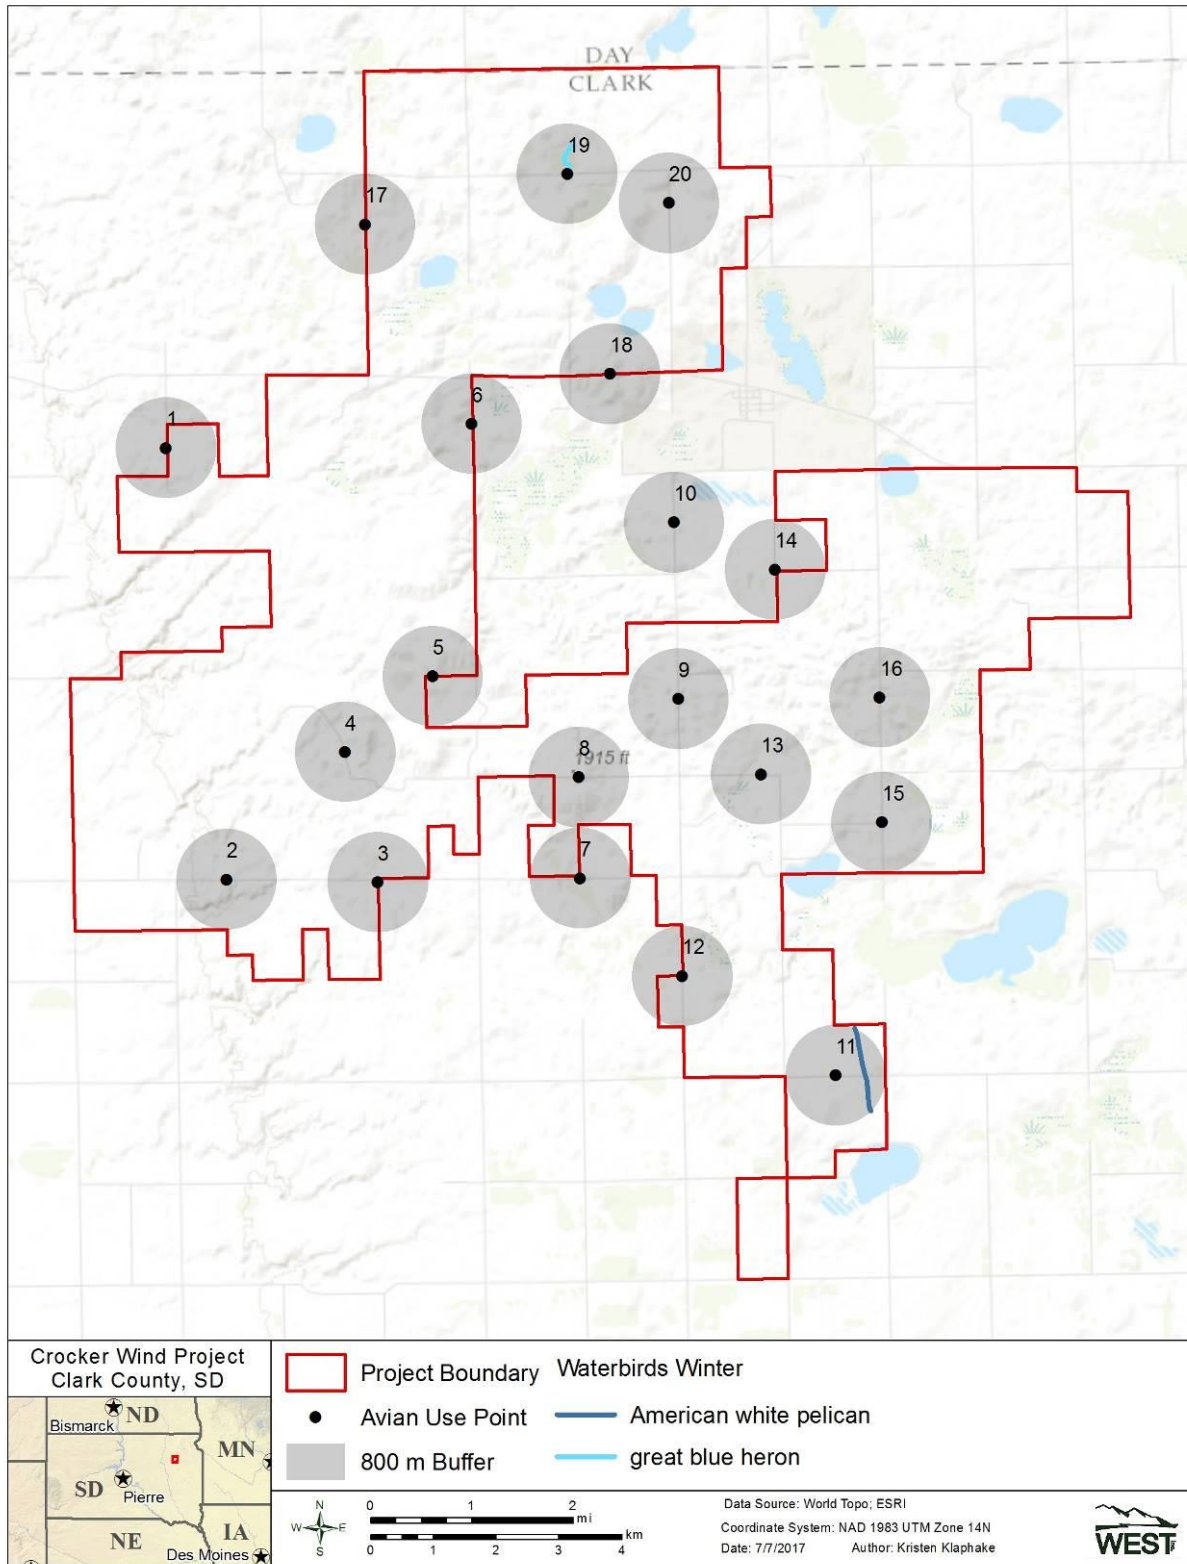 DAY
CLARK
19
20
17
18
6
1
10
14
5
9
16
4
8
1915 ft
13
15
2
3
7
12
11
Crocker Wind Project
Clark County, SD
ND
Bismarck
MN
SD
Pierre
NE
IA
Des Moines
Project Boundary
Avian Use Point
800 m Buffer
Waterbirds Winter
American white pelican
great blue heron
N
W E
S
0 1 2
mi
km
0 1 2 3 4
Data Source: World Topo; ESRI
Coordinate System: NAD 1983 UTM Zone 14N
Date: 7/7/2017 Author: Kristen Klaphake
WEST